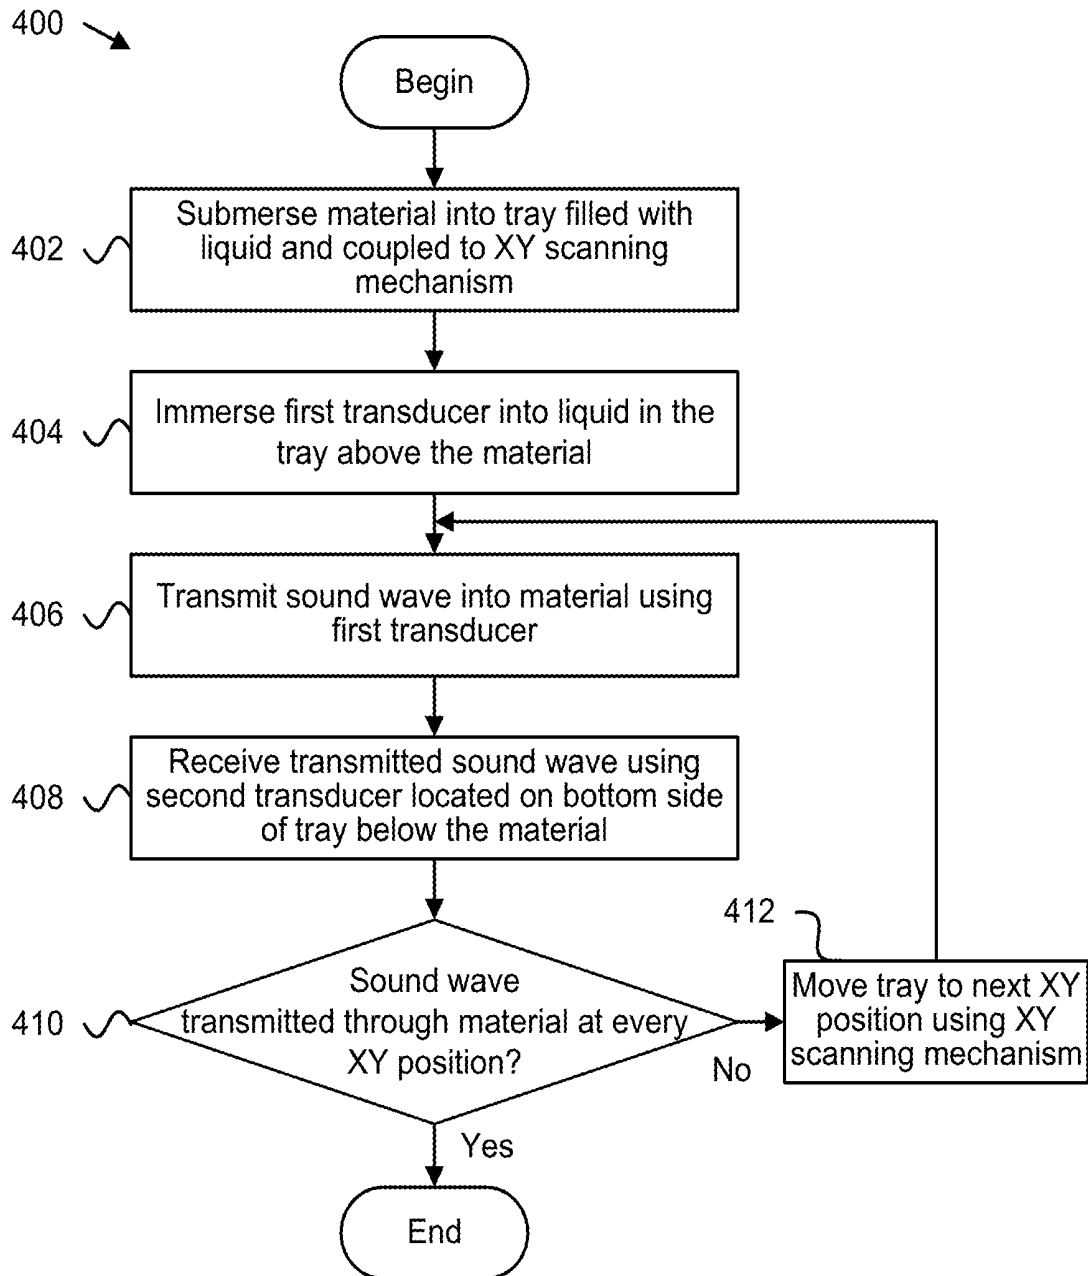 400
Begin
402
Submerse material into tray filled with
liquid and coupled to XY scanning
mechanism
404
Immerse first transducer into liquid in the
tray above the material
406
Transmit sound wave into material using
first transducer
408
Receive transmitted sound wave using
second transducer located on bottom side
of tray below the material
410
Sound wave
transmitted through material at every
XY position?
No
412
Move tray to next XY
position using XY
scanning mechanism
Yes
End